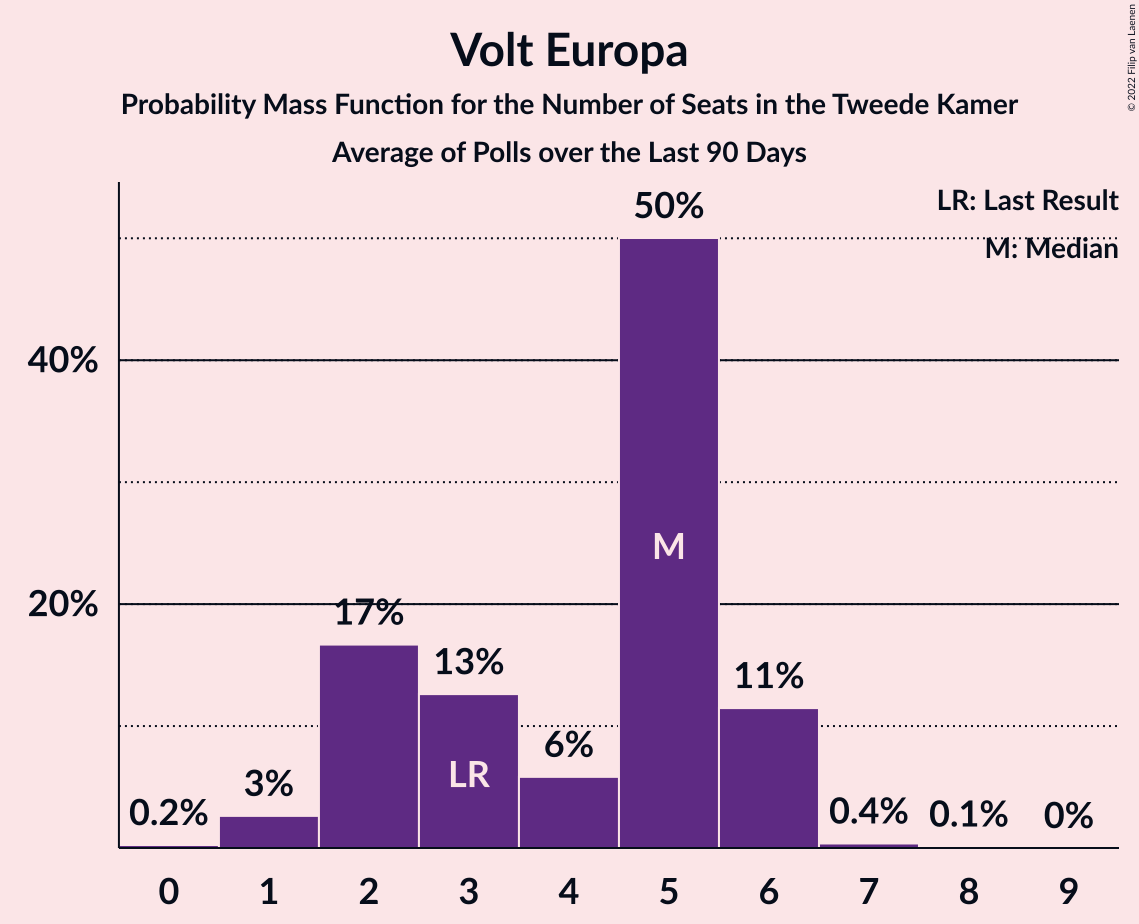 Volt Europa
Probability Mass Function for the Number of Seats in the Tweede Kamer
Average of Polls over the Last 90 Days
© 2022 Filip van Laenen
LR: Last Result
M: Median
50%
40%
20%
17%
13%
11%
6%
3%
0.2%
0.4%
0.1%
0%
M
LR
0 1 2 3 4 5 6 7 8 9